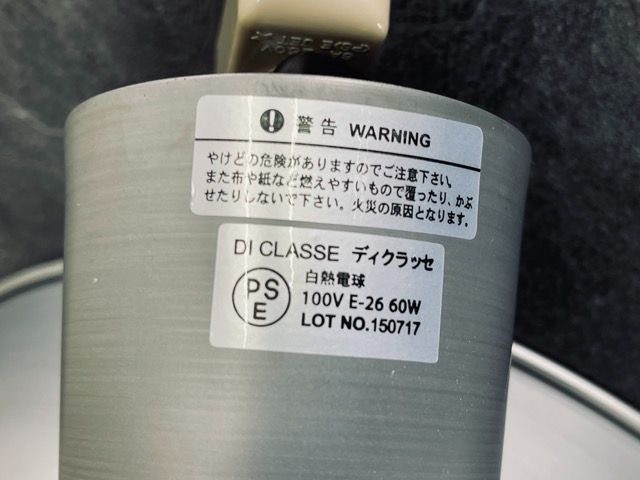 警告 WARNING
やけどの危険がありますのでご注意下さい。
また布や紙など燃えやすいもので覆ったり、かぶ
せたりしないで下さい。火災の原因となります。
DI CLASSE ディクラッセ
PS
E
白熱電球
100V E-26 60W
LOT NO.150717